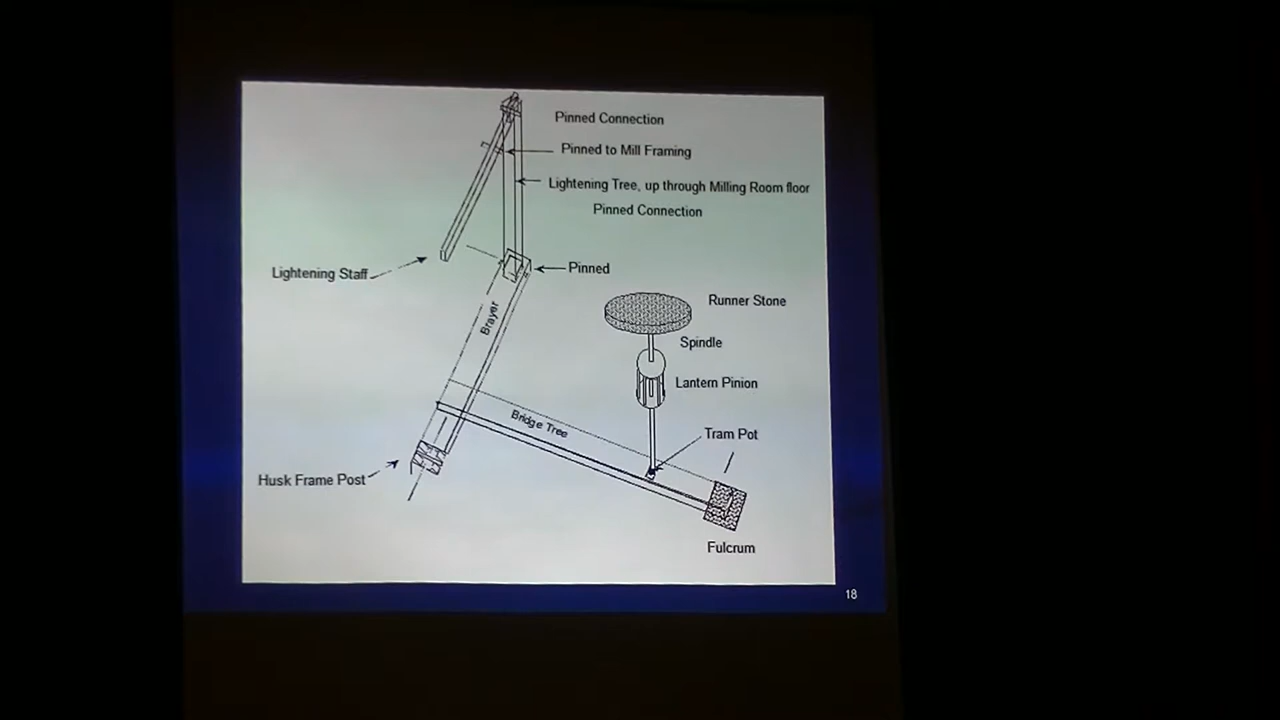 Pinned Connection
Pinned to Mill Framing
Lightening Tree, up through Milling Room floor
Pinned Connection
Lightening Staff
Pinned
Runner Stone
Brayer
Spindle
Lantern Pinion
Bridge Tree
Tram Pot
Husk Frame Post
Fulcrum
18